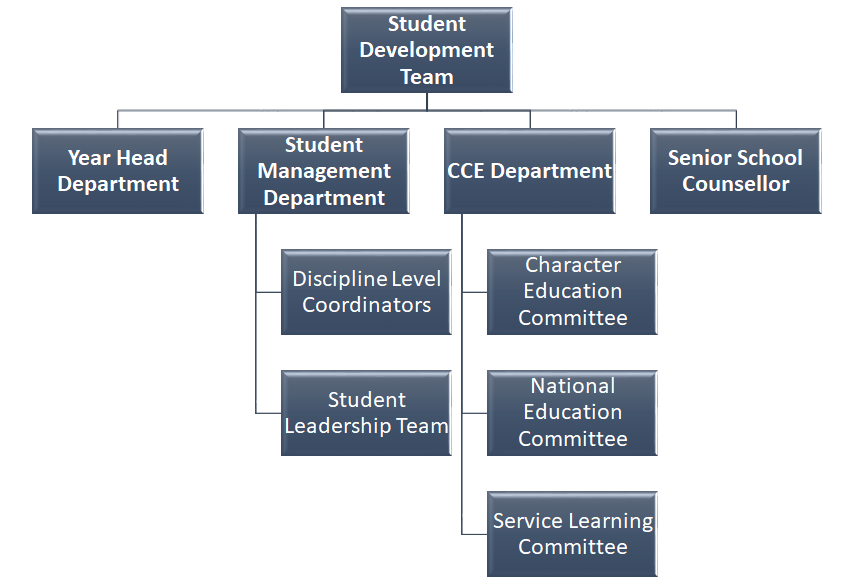 Student
Development
Team
Year Head
Department
Student
Management
Department
CCE Department
Senior School
Counsellor
Discipline Level
Coordinators
Character
Education
Committee
Student
Leadership Team
National
Education
Committee
Service Learning
Committee